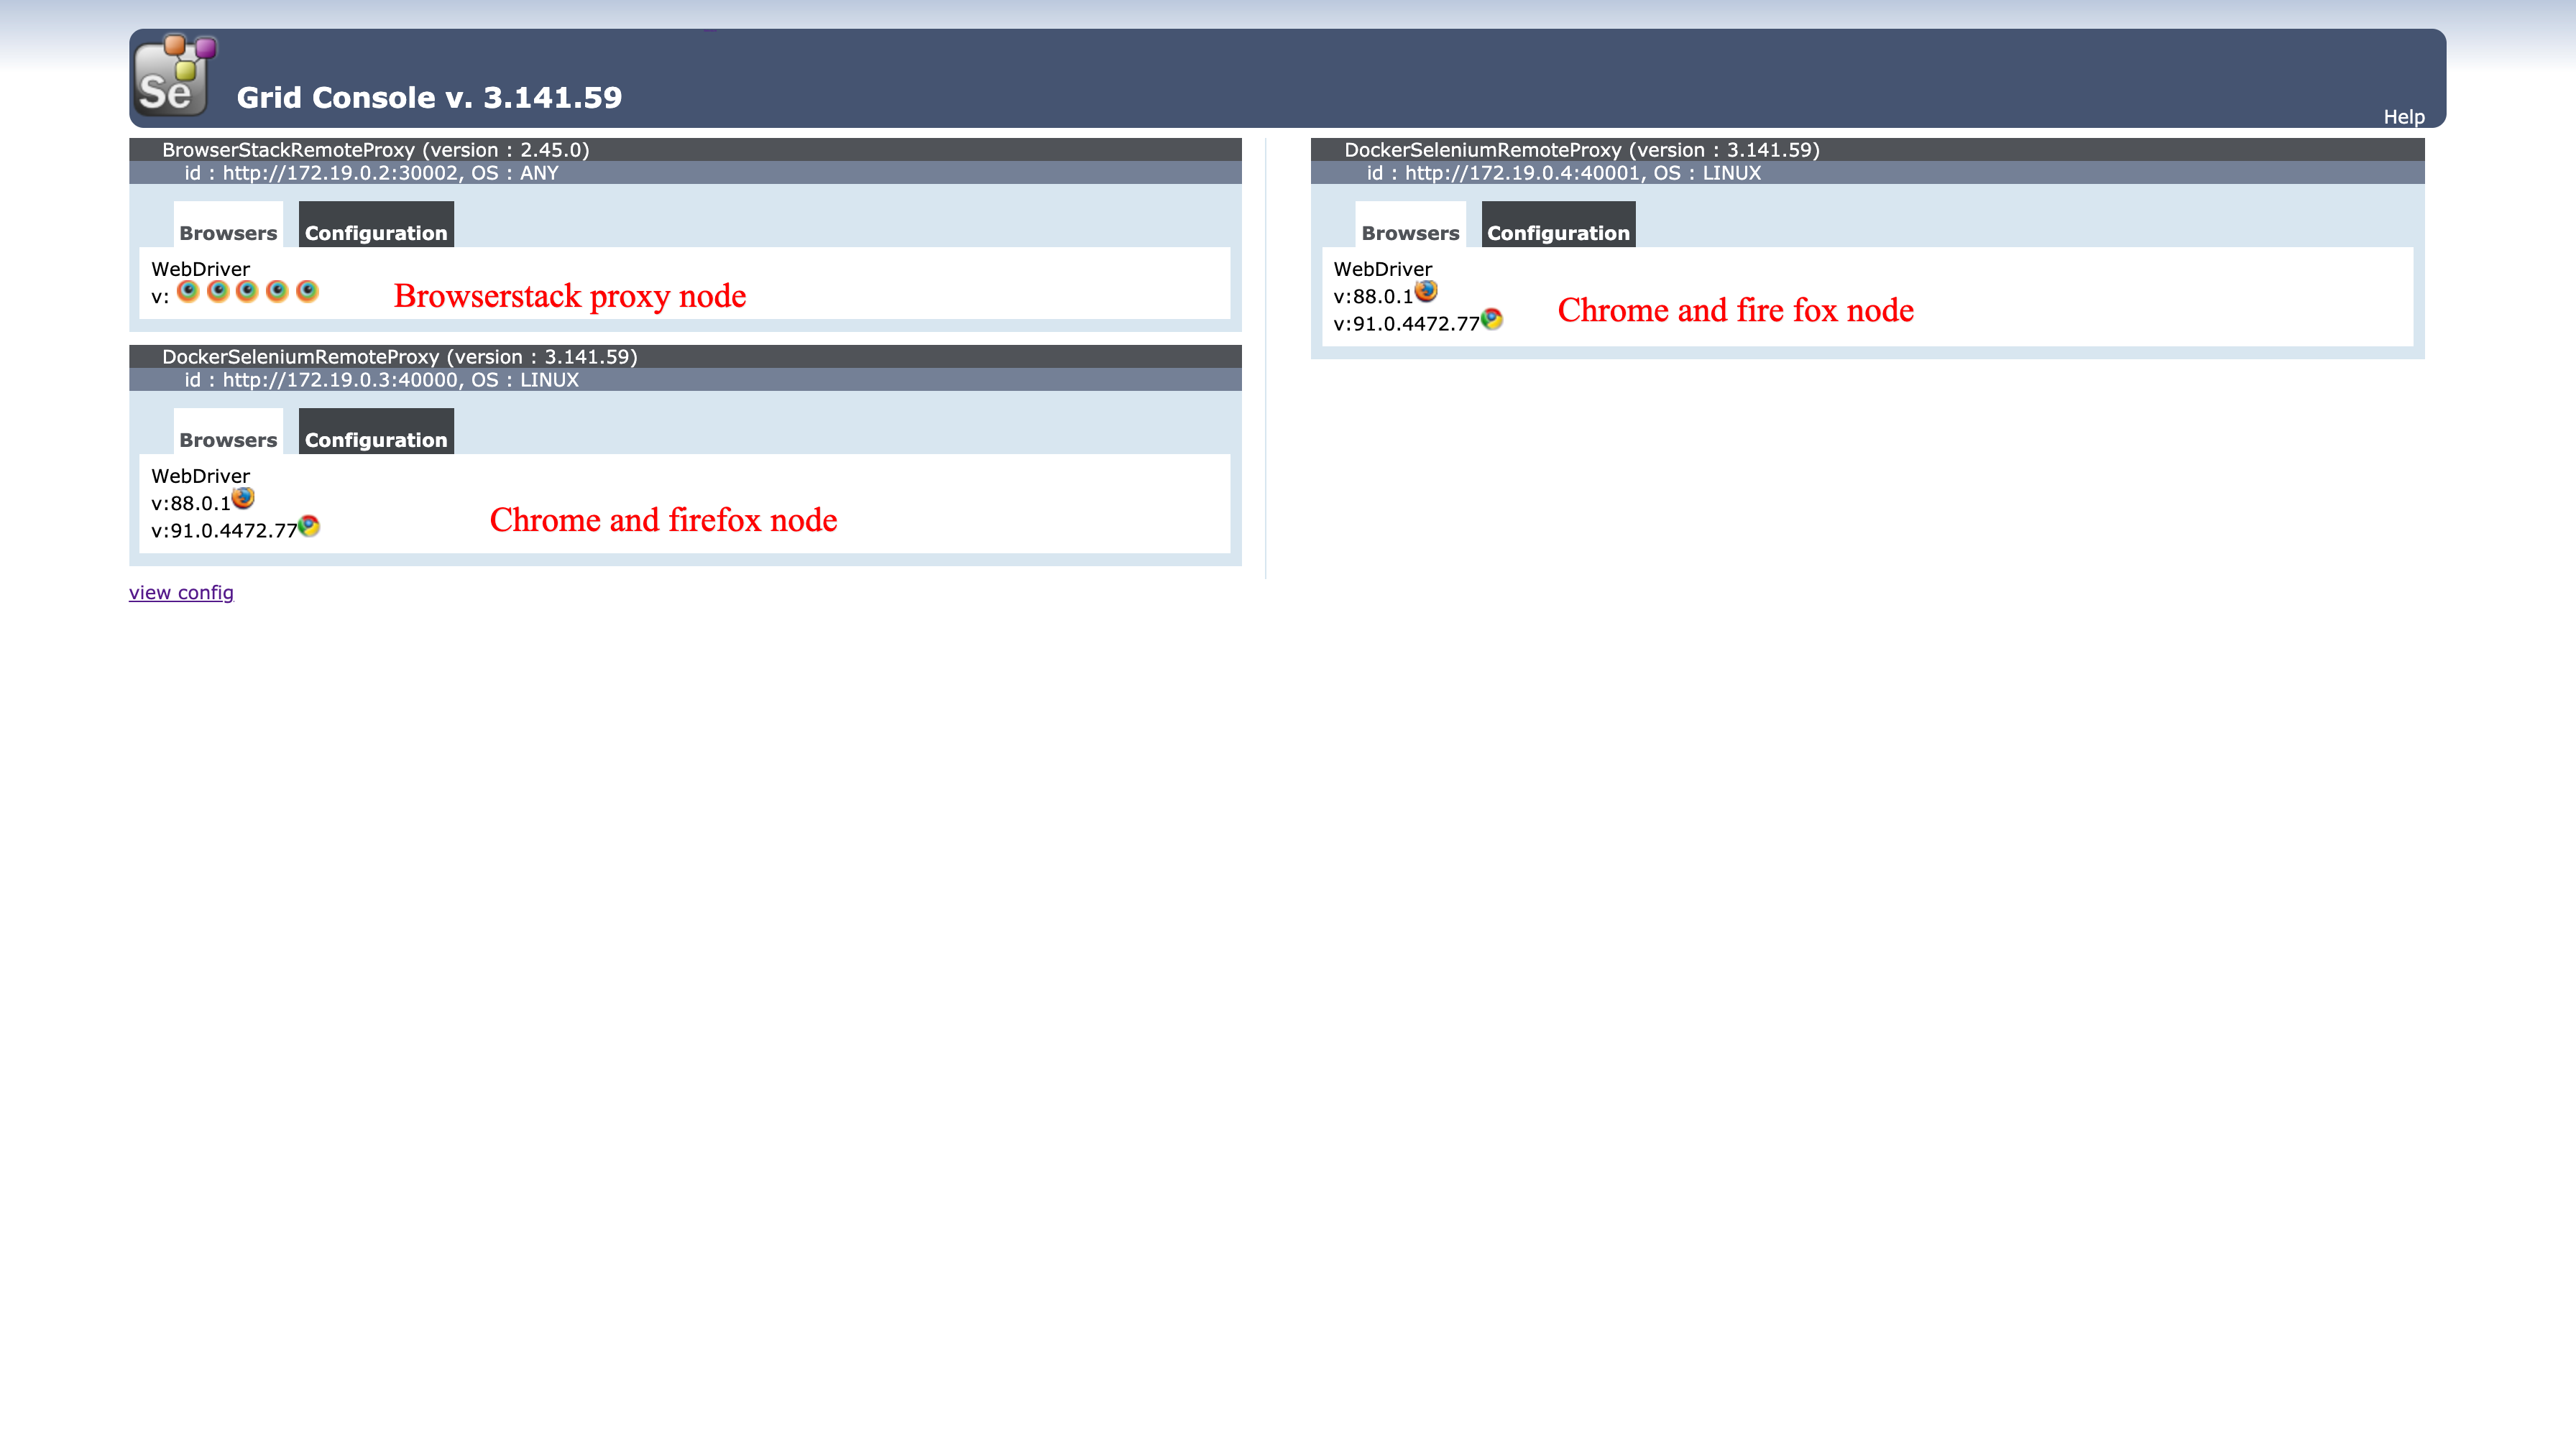 Se
Grid Console v. 3.141.59
Help
BrowserStackRemoteProxy (version : 2.45.0)
id : http://172.19.0.2:30002, OS : ANY
Browsers Configuration
WebDriver
v:
Browserstack proxy node
DockerSeleniumRemoteProxy (version : 3.141.59)
id : http://172.19.0.3:40000, OS : LINUX
Browsers Configuration
WebDriver
v:88.0.1
v:91.0.4472.77
Chrome and firefox node
view config
DockerSeleniumRemoteProxy (version : 3.141.59)
id : http://172.19.0.4:40001, OS : LINUX
Browsers Configuration
WebDriver
v:88.0.1
v:91.0.4472.77
Chrome and fire fox node